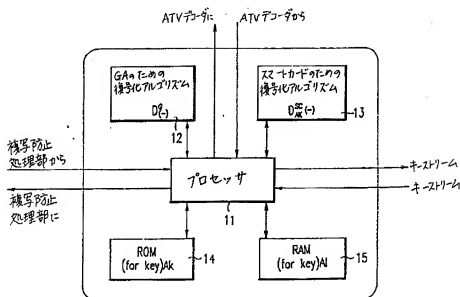 ATVデコーダに
ATVデコーダから
GAのための
復号化アルゴリズム
12
スマートカードのための
復号化アルゴリズム
13
複写防止
処理部から
プロセッサ
11
キーストリーム
キーストリーム
複写防止
処理部に
ROM
(for key)Ak
14
RAM
(for key)Al
15